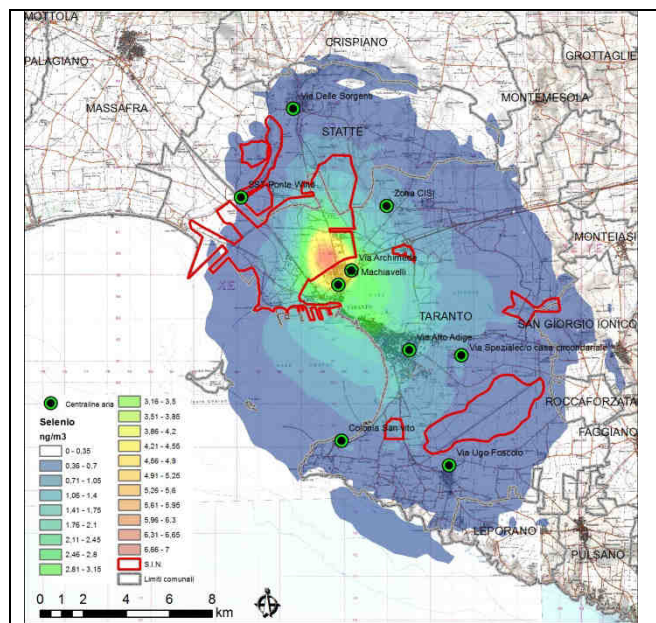 MOTTOLA
CRISPIANO
GROTTAGLIE
PALAGIANO
MONTEMESOLA
MASSAFRA
Via Delle Sorgenti
STATTE
SS7-Ponte Wind
Zona CISI
MONTEIASI
Via Archimede
Machiavelli
TARANTO
SAN GIORGIO IONICO
Via Alto Adige
Via Speziale c/o casa circondariale
ROCCAFORZATA
FAGGIANO
Colonia San Vito
Via Ugo Foscolo
LEPORANO
PULSANO
Centraline aria
Selenio
ng/m3
0 - 0,35
0,36 - 0,7
0,71 - 1,05
1,06 - 1,4
1,41 - 1,75
1,76 - 2,1
2,11 - 2,45
2,46 - 2,8
2,81 - 3,15
3,16 - 3,5
3,51 - 3,85
3,86 - 4,2
4,21 - 4,55
4,56 - 4,9
4,91 - 5,25
5,26 - 5,6
5,61 - 5,95
5,96 - 6,3
6,31 - 6,65
6,66 - 7
S.I.N.
Limiti comunali
0 1 2 4 6 8
km